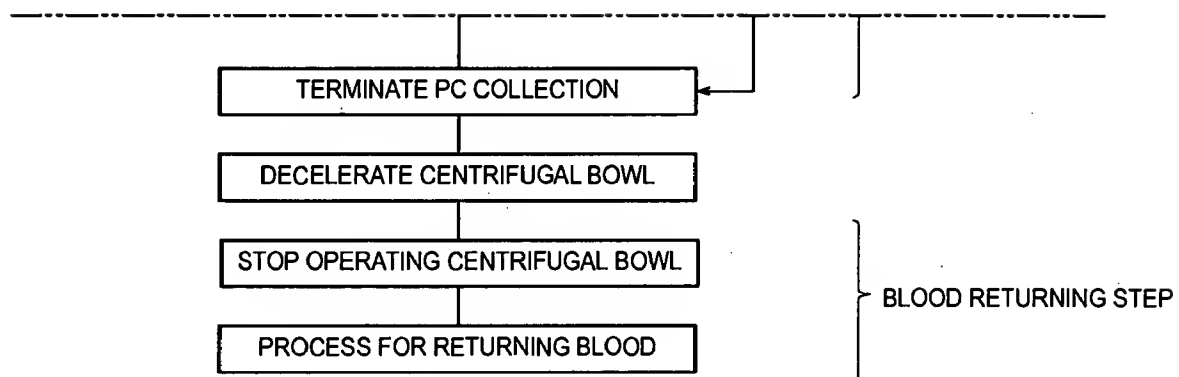 TERMINATE PC COLLECTION
DECELERATE CENTRIFUGAL BOWL
STOP OPERATING CENTRIFUGAL BOWL
BLOOD RETURNING STEP
PROCESS FOR RETURNING BLOOD